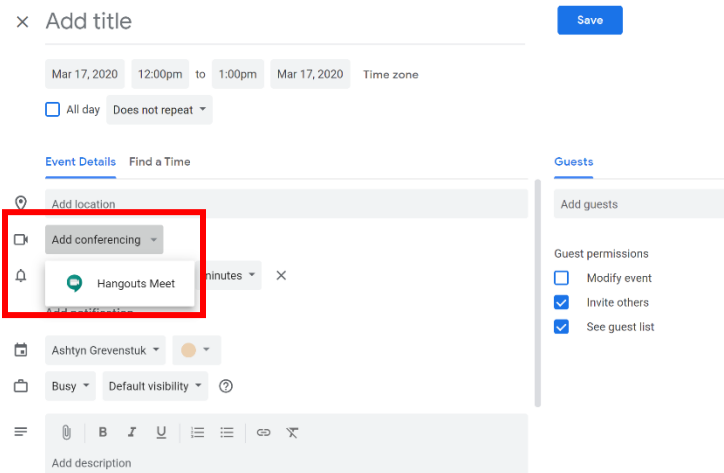 Add title
Save
Mar 17, 2020 12:00pm to 1:00pm Mar 17, 2020 Time zone
All day Does not repeat
Event Details Find a Time
Guests
Add location
Add guests
Add conferencing
Guest permissions
Hangouts Meet
minutes
Modify event
Invite others
Add notification
See guest list
Ashtyn Grevenstuk
Busy Default visibility
B I U
Add description